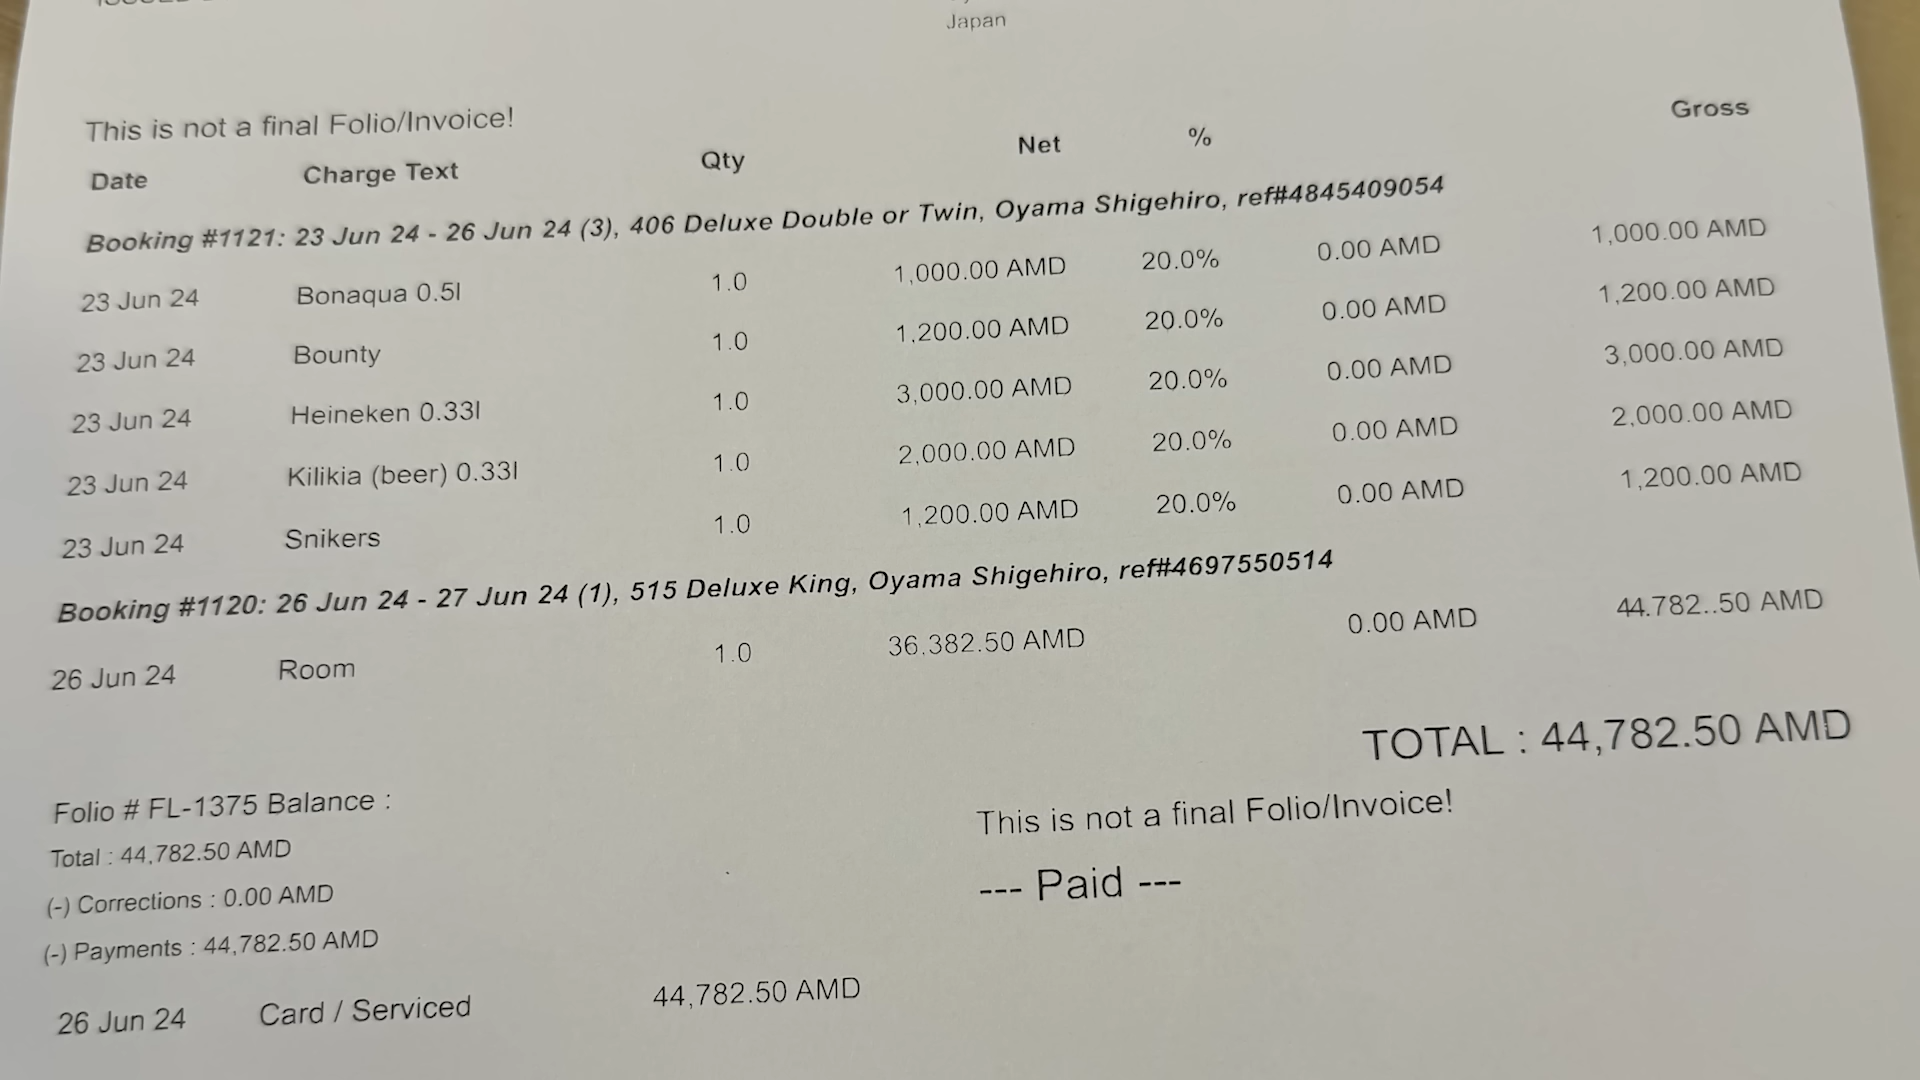 Japan
This is not a final Folio/Invoice!
Date Charge Text Qty Net % Gross
Booking #1121: 23 Jun 24 - 26 Jun 24 (3), 406 Deluxe Double or Twin, Oyama Shigehiro, ref#4845409054
23 Jun 24 Bonaqua 0.5l 1.0 1,000.00 AMD 20.0% 0.00 AMD 1,000.00 AMD
23 Jun 24 Bounty 1.0 1,200.00 AMD 20.0% 0.00 AMD 1,200.00 AMD
23 Jun 24 Heineken 0.33l 1.0 3,000.00 AMD 20.0% 0.00 AMD 3,000.00 AMD
23 Jun 24 Kilikia (beer) 0.33l 1.0 2,000.00 AMD 20.0% 0.00 AMD 2,000.00 AMD
23 Jun 24 Snikers 1.0 1,200.00 AMD 20.0% 0.00 AMD 1,200.00 AMD
Booking #1120: 26 Jun 24 - 27 Jun 24 (1), 515 Deluxe King, Oyama Shigehiro, ref#4697550514
26 Jun 24 Room 1.0 36,382.50 AMD 0.00 AMD 44.782..50 AMD
TOTAL : 44,782.50 AMD
Folio # FL-1375 Balance :
Total : 44,782.50 AMD
(-) Corrections : 0.00 AMD
(-) Payments : 44,782.50 AMD
This is not a final Folio/Invoice!
--- Paid ---
26 Jun 24 Card / Serviced 44,782.50 AMD